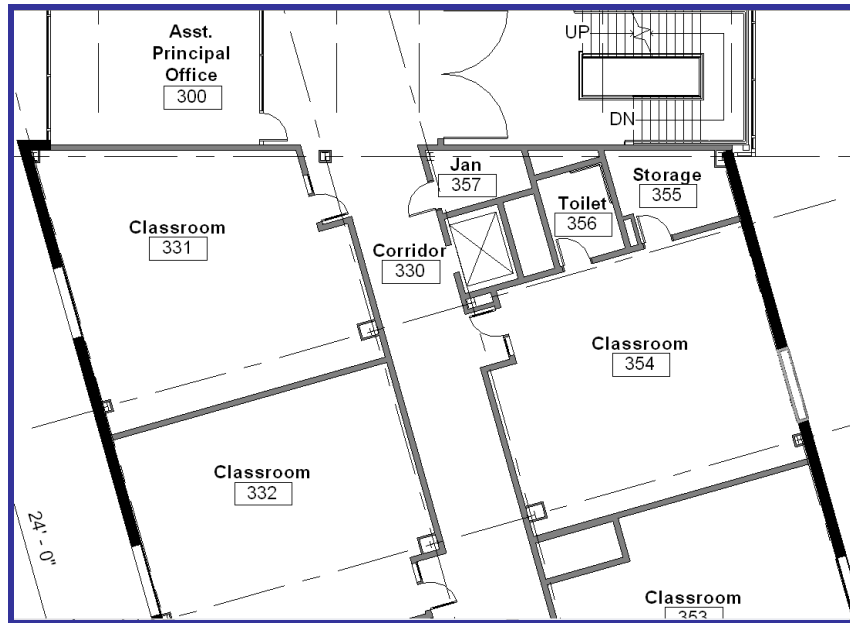 Asst.
Principal
Office
300
UP
DN
Jan
357
Storage
355
Toilet
356
Classroom
331
Corridor
330
Classroom
354
Classroom
332
24' - 0"
Classroom
353